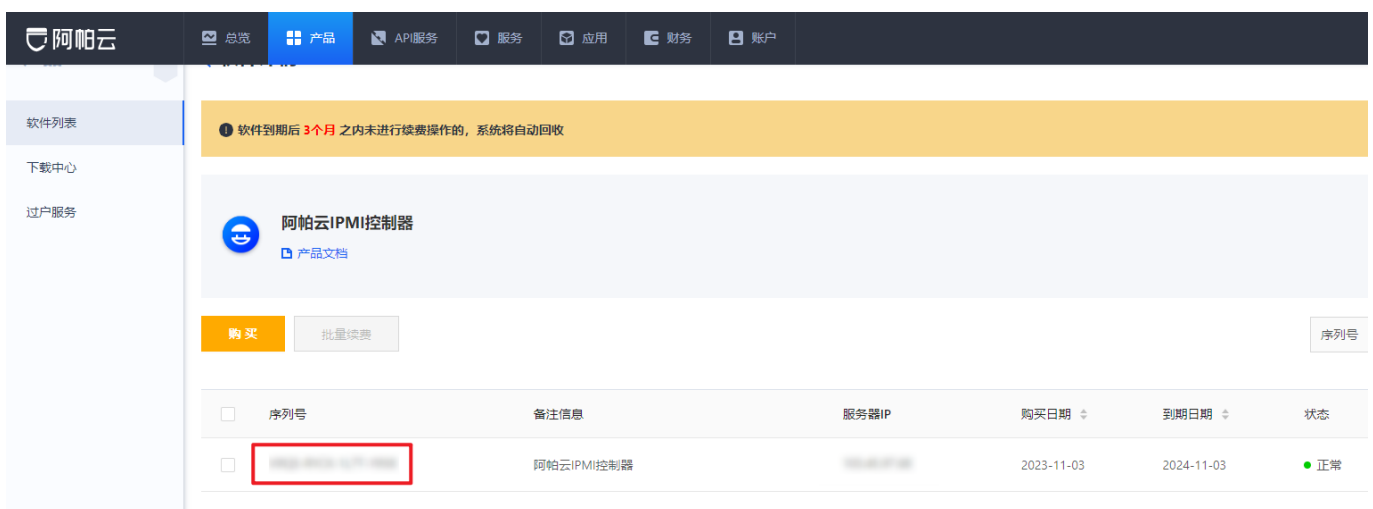 阿帕云
总览
产品
API服务
服务
应用
财务
账户
软件列表
下载中心
过户服务
软件到期后 3个月 之内未进行续费操作的，系统将自动回收
阿帕云IPMI控制器
产品文档
购买
批量续费
序列号
序列号 备注信息 服务器IP 购买日期 到期日期 状态
阿帕云IPMI控制器 2023-11-03 2024-11-03 正常